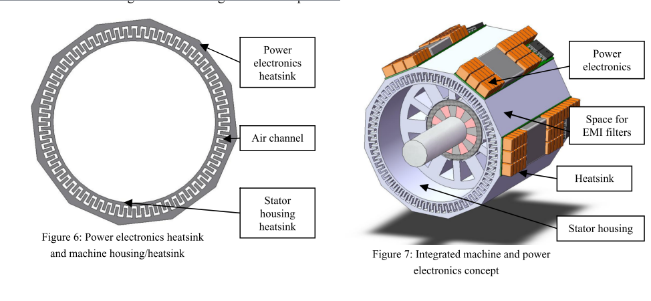 Power
electronics
heatsink
Air channel
Stator
housing
heatsink
Figure 6: Power electronics heatsink
and machine housing/heatsink
Power
electronics
Space for
EMI filters
Heatsink
Stator housing
Figure 7: Integrated machine and power
electronics concept